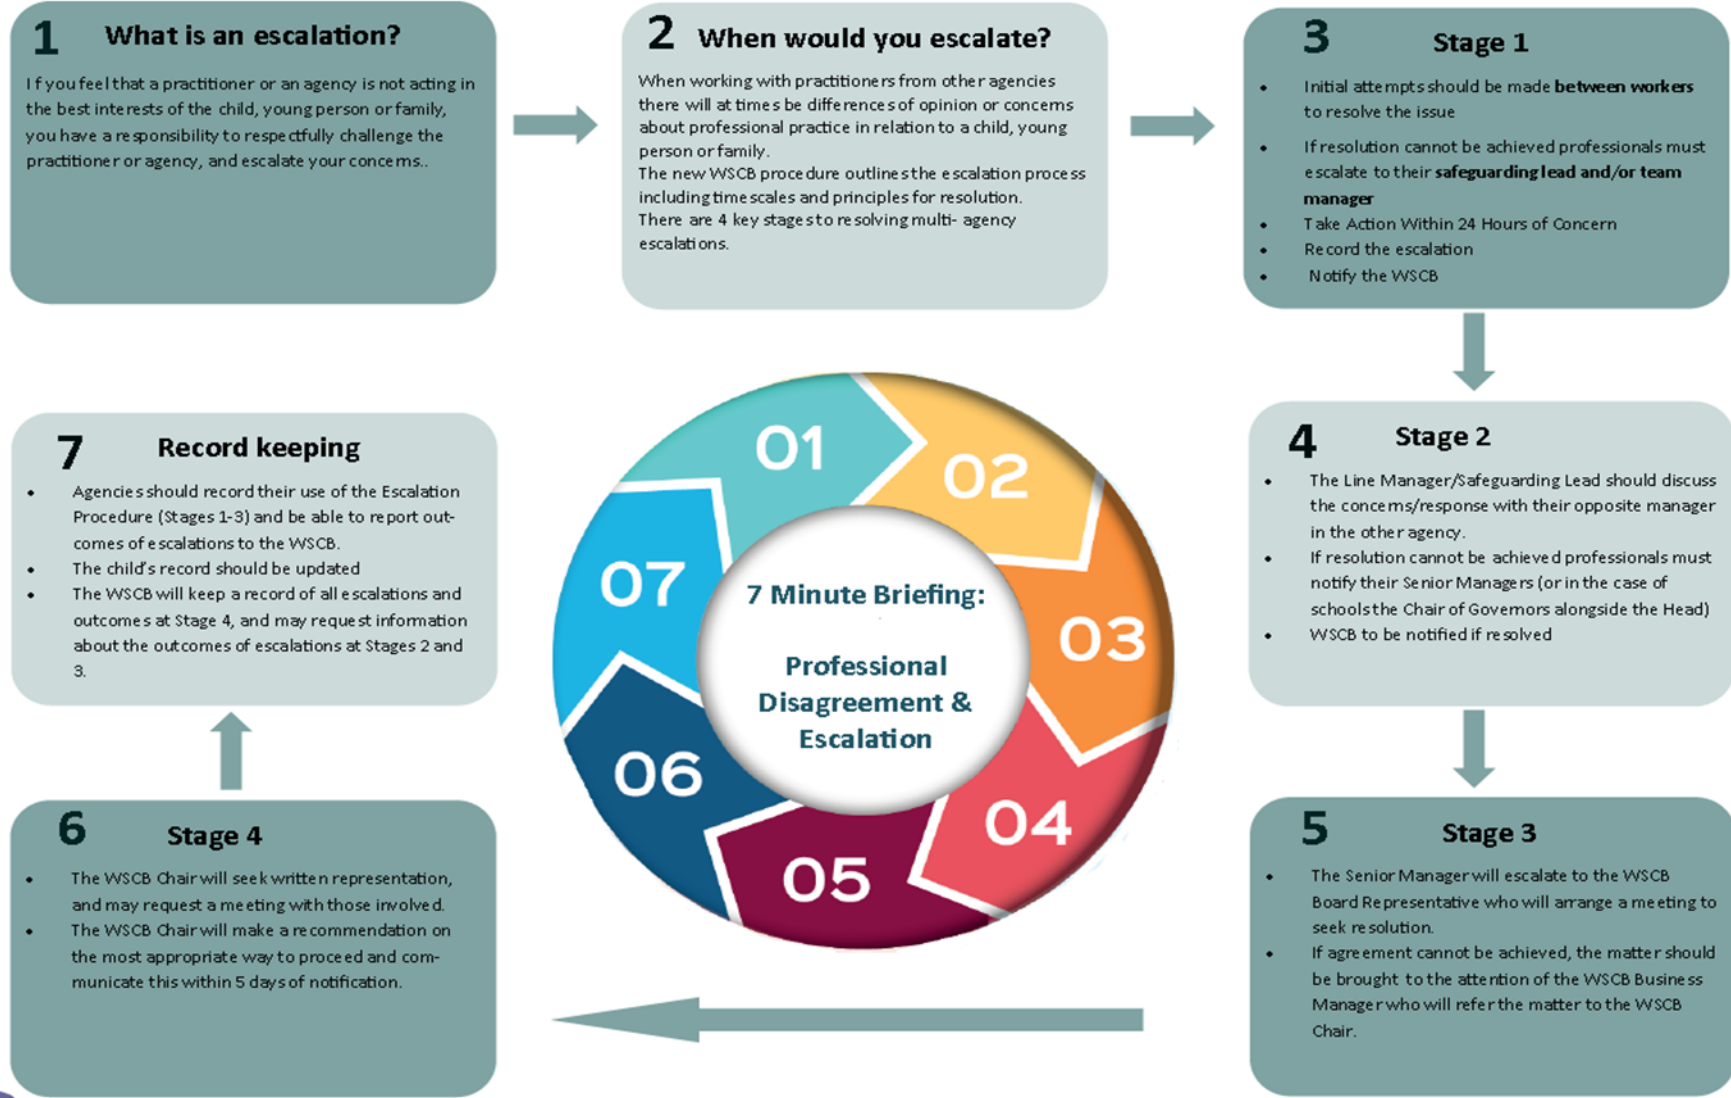 1 What is an escalation?
If you feel that a practitioner or an agency is not acting in
the best interests of the child, young person or family,
you have a responsibility to respectfully challenge the
practitioner or agency, and escalate your concerns..
2 When would you escalate?
When working with practitioners from other agencies
there will at times be differences of opinion or concerns
about professional practice in relation to a child, young
person or family.
The new WSCB procedure outlines the escalation process
including timescales and principles for resolution.
There are 4 key stages to resolving multi- agency
escalations.
3 Stage 1
• Initial attempts should be made between workers
to resolve the issue
• If resolution cannot be achieved professionals must
escalate to their safeguarding lead and/or team
manager
• Take Action Within 24 Hours of Concern
• Record the escalation
• Notify the WSCB
4 Stage 2
• The Line Manager/Safeguarding Lead should discuss
the concerns/response with their opposite manager
in the other agency.
• If resolution cannot be achieved professionals must
notify their Senior Managers (or in the case of
schools the Chair of Governors alongside the Head)
• WSCB to be notified if resolved
5 Stage 3
• The Senior Manager will escalate to the WSCB
Board Representative who will arrange a meeting to
seek resolution.
• If agreement cannot be achieved, the matter should
be brought to the attention of the WSCB Business
Manager who will refer the matter to the WSCB
Chair.
6 Stage 4
• The WSCB Chair will seek written representation,
and may request a meeting with those involved.
• The WSCB Chair will make a recommendation on
the most appropriate way to proceed and com-
municate this within 5 days of notification.
7 Record keeping
• Agencies should record their use of the Escalation
Procedure (Stages 1-3) and be able to report out-
comes of escalations to the WSCB.
• The child's record should be updated
• The WSCB will keep a record of all escalations and
outcomes at Stage 4, and may request information
about the outcomes of escalations at Stages 2 and
3.
01
02
03
04
05
06
07
7 Minute Briefing:
Professional
Disagreement &
Escalation